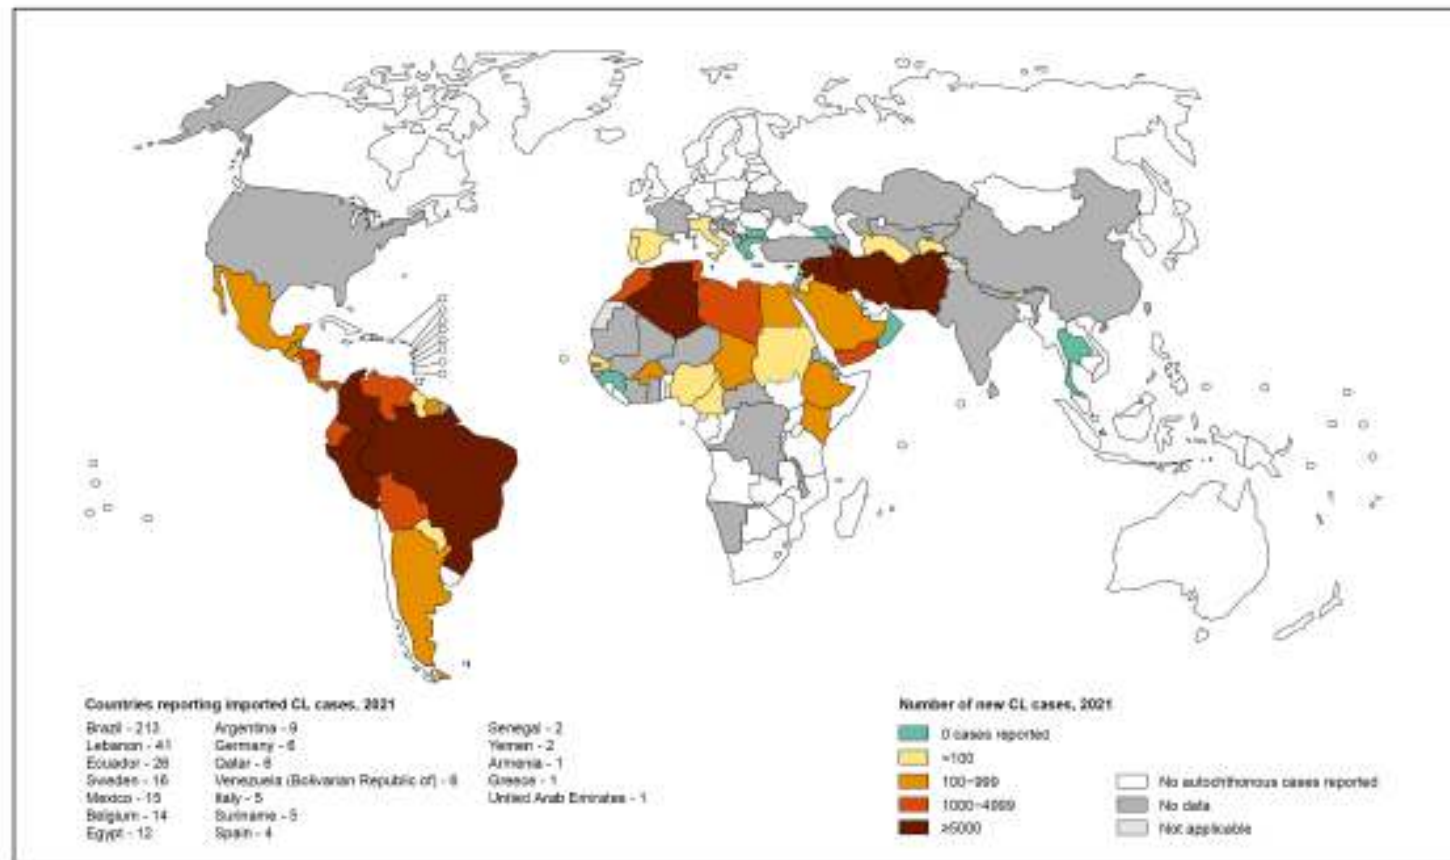 Countries reporting imported CL cases, 2021
Brazil - 213
Lebanon - 41
Ecuador - 26
Sweden - 16
Mexico - 15
Belgium - 14
Egypt - 12
Argentina - 9
Germany - 6
Qatar - 6
Venezuela (Bolivarian Republic of) - 6
Italy - 5
Suriname - 5
Spain - 4
Senegal - 2
Yemen - 2
Armenia - 1
Greece - 1
United Arab Emirates - 1
Number of new CL cases, 2021
0 cases reported
<100
100–999
1000–4999
≥5000
No autochthonous cases reported
No data
Not applicable